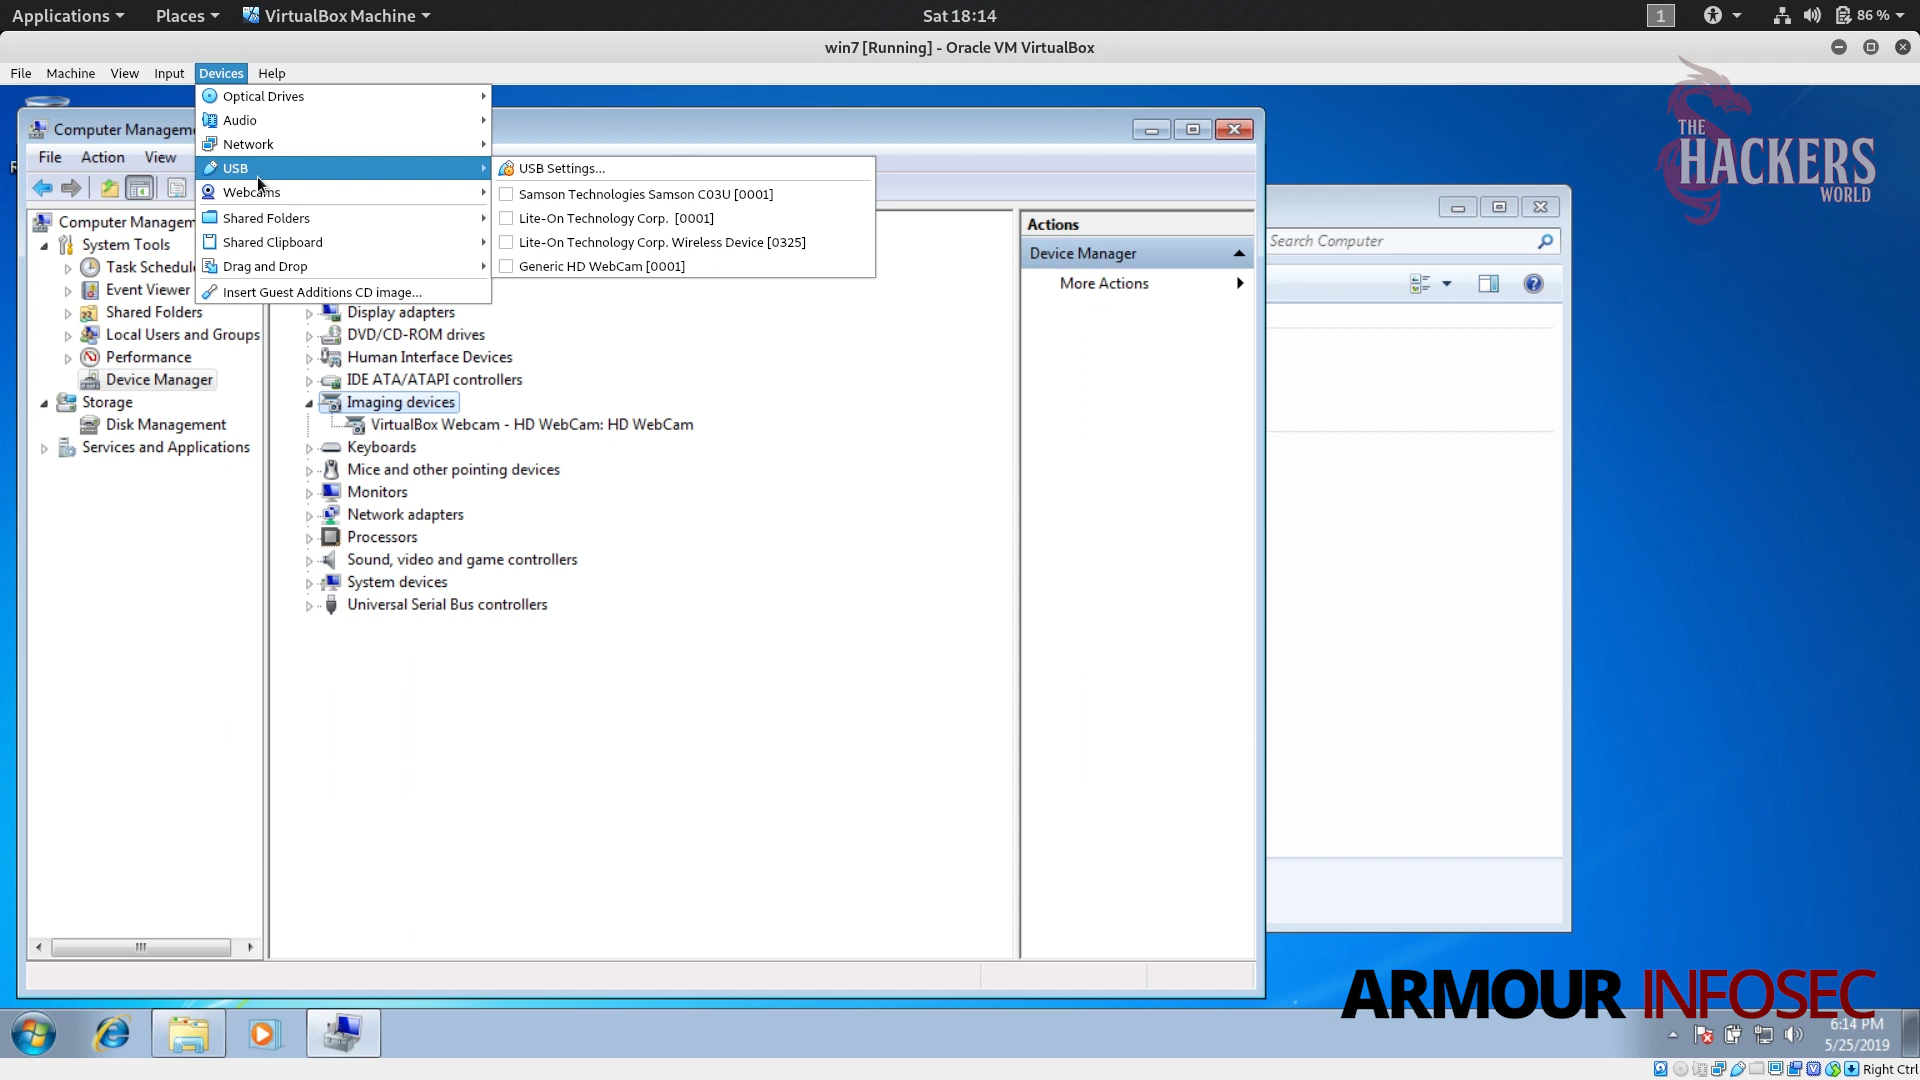 Applications
Places
VirtualBox Machine
Sat 18:14
1
86 %
win7 [Running] - Oracle VM VirtualBox
File
Machine
View
Input
Devices
Help
Optical Drives
Audio
Network
USB
Webcams
Shared Folders
Shared Clipboard
Drag and Drop
Insert Guest Additions CD image...
USB Settings...
Samson Technologies Samson C03U [0001]
Lite-On Technology Corp. [0001]
Lite-On Technology Corp. Wireless Device [0325]
Generic HD WebCam [0001]
Computer Managem
File
Action
View
Computer Managem
System Tools
Task Schedul
Event Viewer
Shared Folders
Local Users and Groups
Performance
Device Manager
Storage
Disk Management
Services and Applications
Display adapters
DVD/CD-ROM drives
Human Interface Devices
IDE ATA/ATAPI controllers
Imaging devices
VirtualBox Webcam - HD WebCam: HD WebCam
Keyboards
Mice and other pointing devices
Monitors
Network adapters
Processors
Sound, video and game controllers
System devices
Universal Serial Bus controllers
Actions
Device Manager
More Actions
Search Computer
THE
HACKERS
WORLD
ARMOUR INFOSEC
6:14 PM
5/25/2019
Right Ctrl